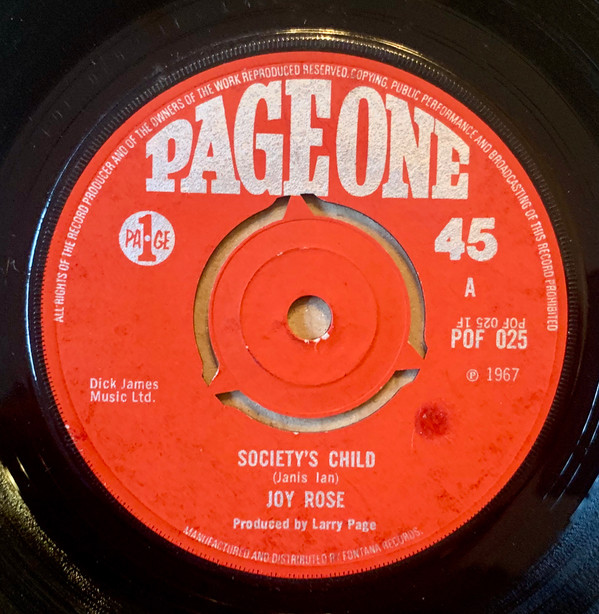 ALL RIGHTS OF THE RECORD PRODUCER AND OF THE OWNERS OF THE WORK REPRODUCED RESERVED. COPYING, PUBLIC PERFORMANCE AND BROADCASTING OF THIS RECORD PROHIBITED
PAGE ONE
PA·GE
1
45
A
POF 025 1F
POF 025
℗ 1967
Dick James
Music Ltd.
SOCIETY'S CHILD
(Janis Ian)
JOY ROSE
Produced by Larry Page
MANUFACTURED AND DISTRIBUTED BY FONTANA RECORDS.